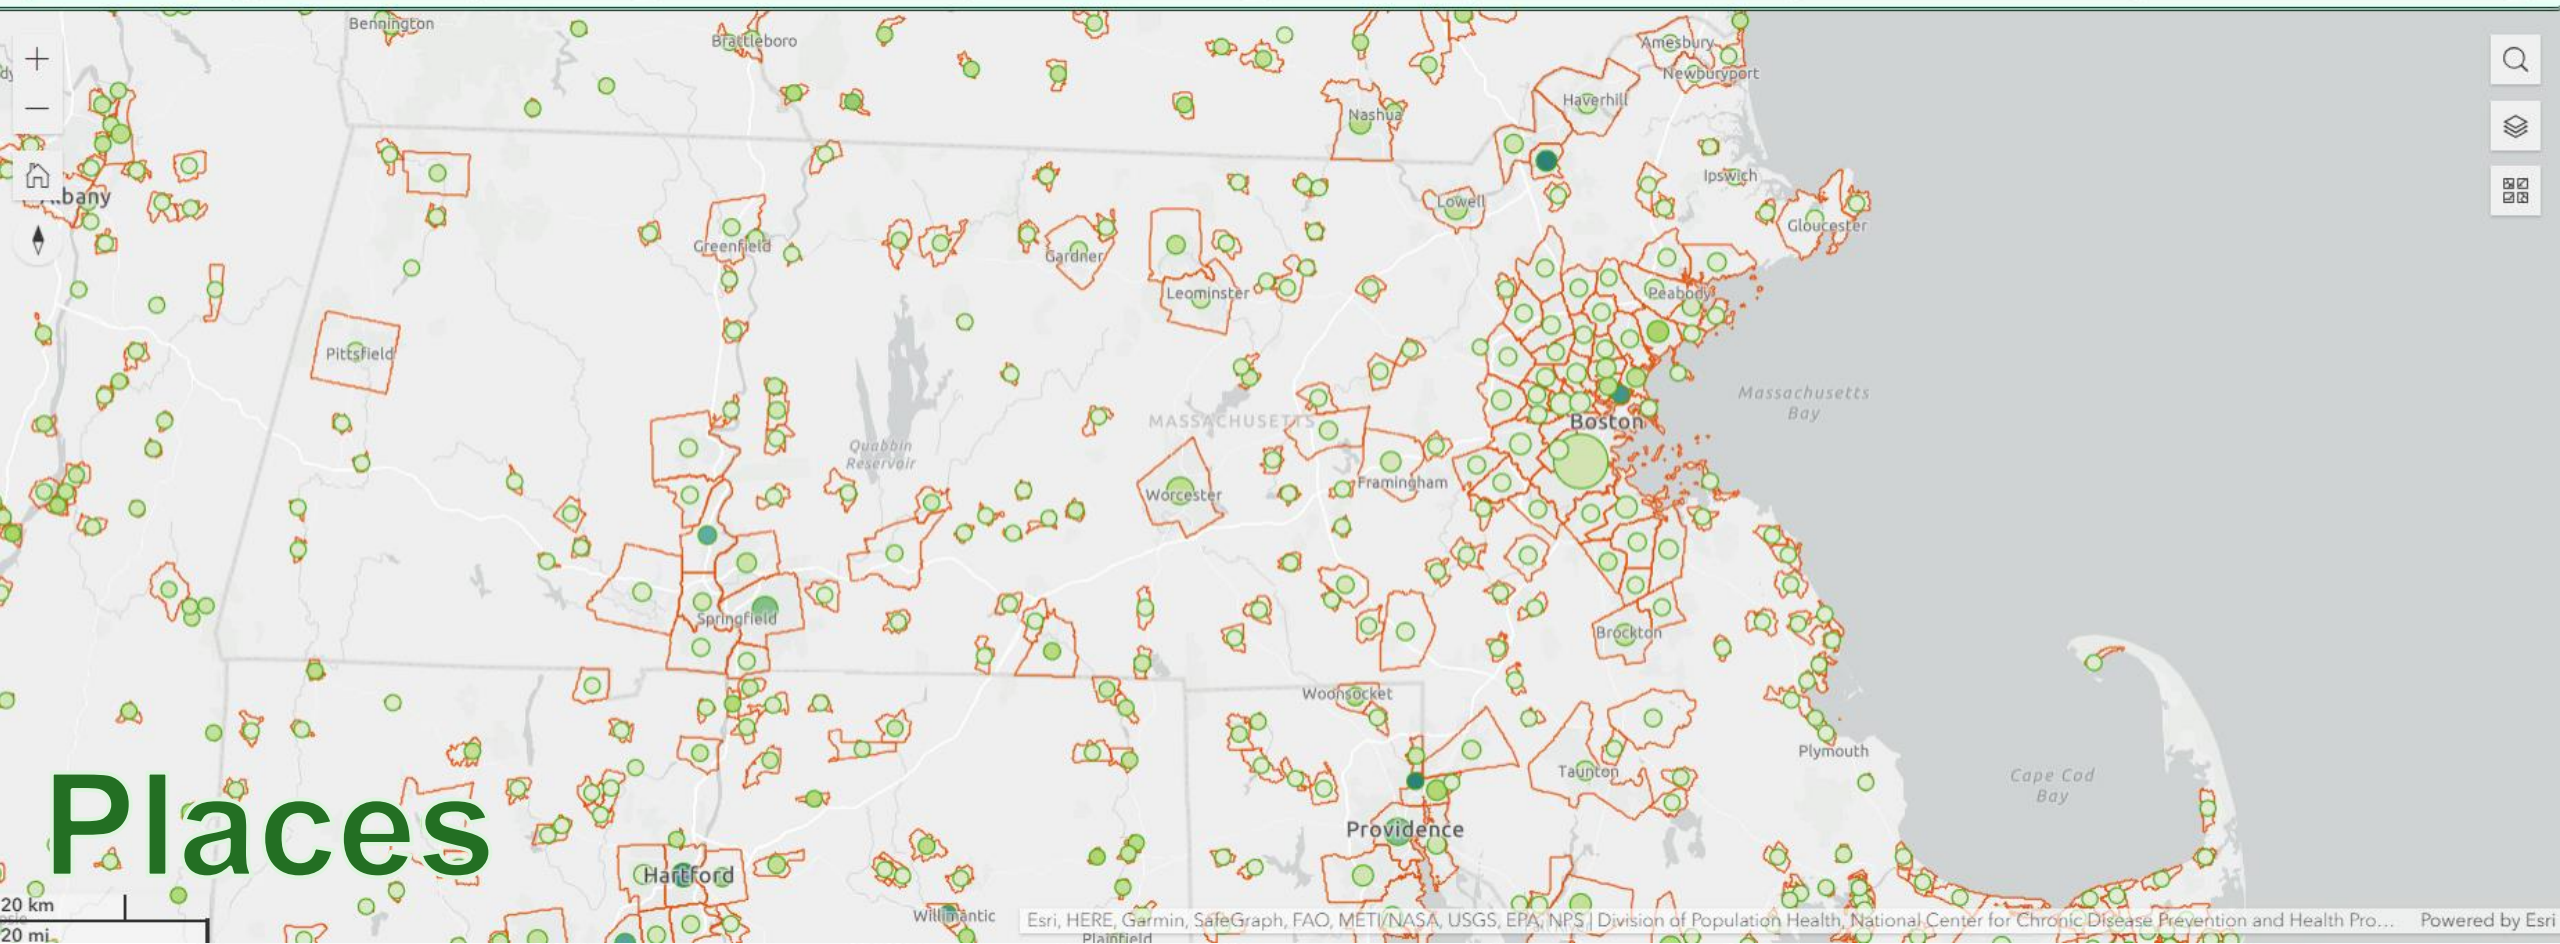 Bennington
Brattleboro
Amesbury
Newburyport
Haverhill
Nashua
Ipswich
Albany
Lowell
Gloucester
Greenfield
Gardner
Leominster
Peabody
Pittsfield
Massachusetts
Bay
MASSACHUSETTS
Boston
Quabbin
Reservoir
Framingham
Worcester
Springfield
Brockton
Woonsocket
Plymouth
Taunton
Cape Cod
Bay
Places
Providence
Hartford
20 km
Willimantic
Esri, HERE, Garmin, SafeGraph, FAO, METI/NASA, USGS, EPA, NPS | Division of Population Health, National Center for Chronic Disease Prevention and Health Pro... Powered by Esri
20 mi
Plainfield